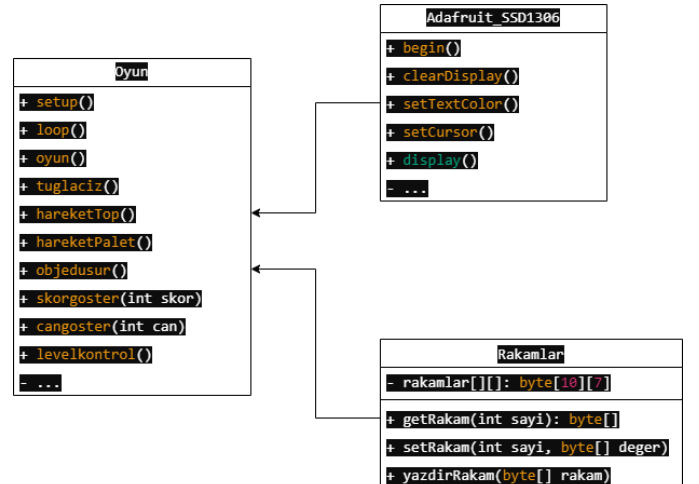 Adafruit_SSD1306
+ begin()
+ clearDisplay()
+ setTextColor()
+ setCursor()
+ display()
- ...
Oyun
+ setup()
+ loop()
+ oyun()
+ tuglaciz()
+ hareketTop()
+ hareketPalet()
+ objedusur()
+ skorgoster(int skor)
+ cangoster(int can)
+ levelkontrol()
- ...
Rakamlar
- rakamlar[][]: byte[10][7]
+ getRakam(int sayi): byte[]
+ setRakam(int sayi, byte[] deger)
+ yazdirRakam(byte[] rakam)